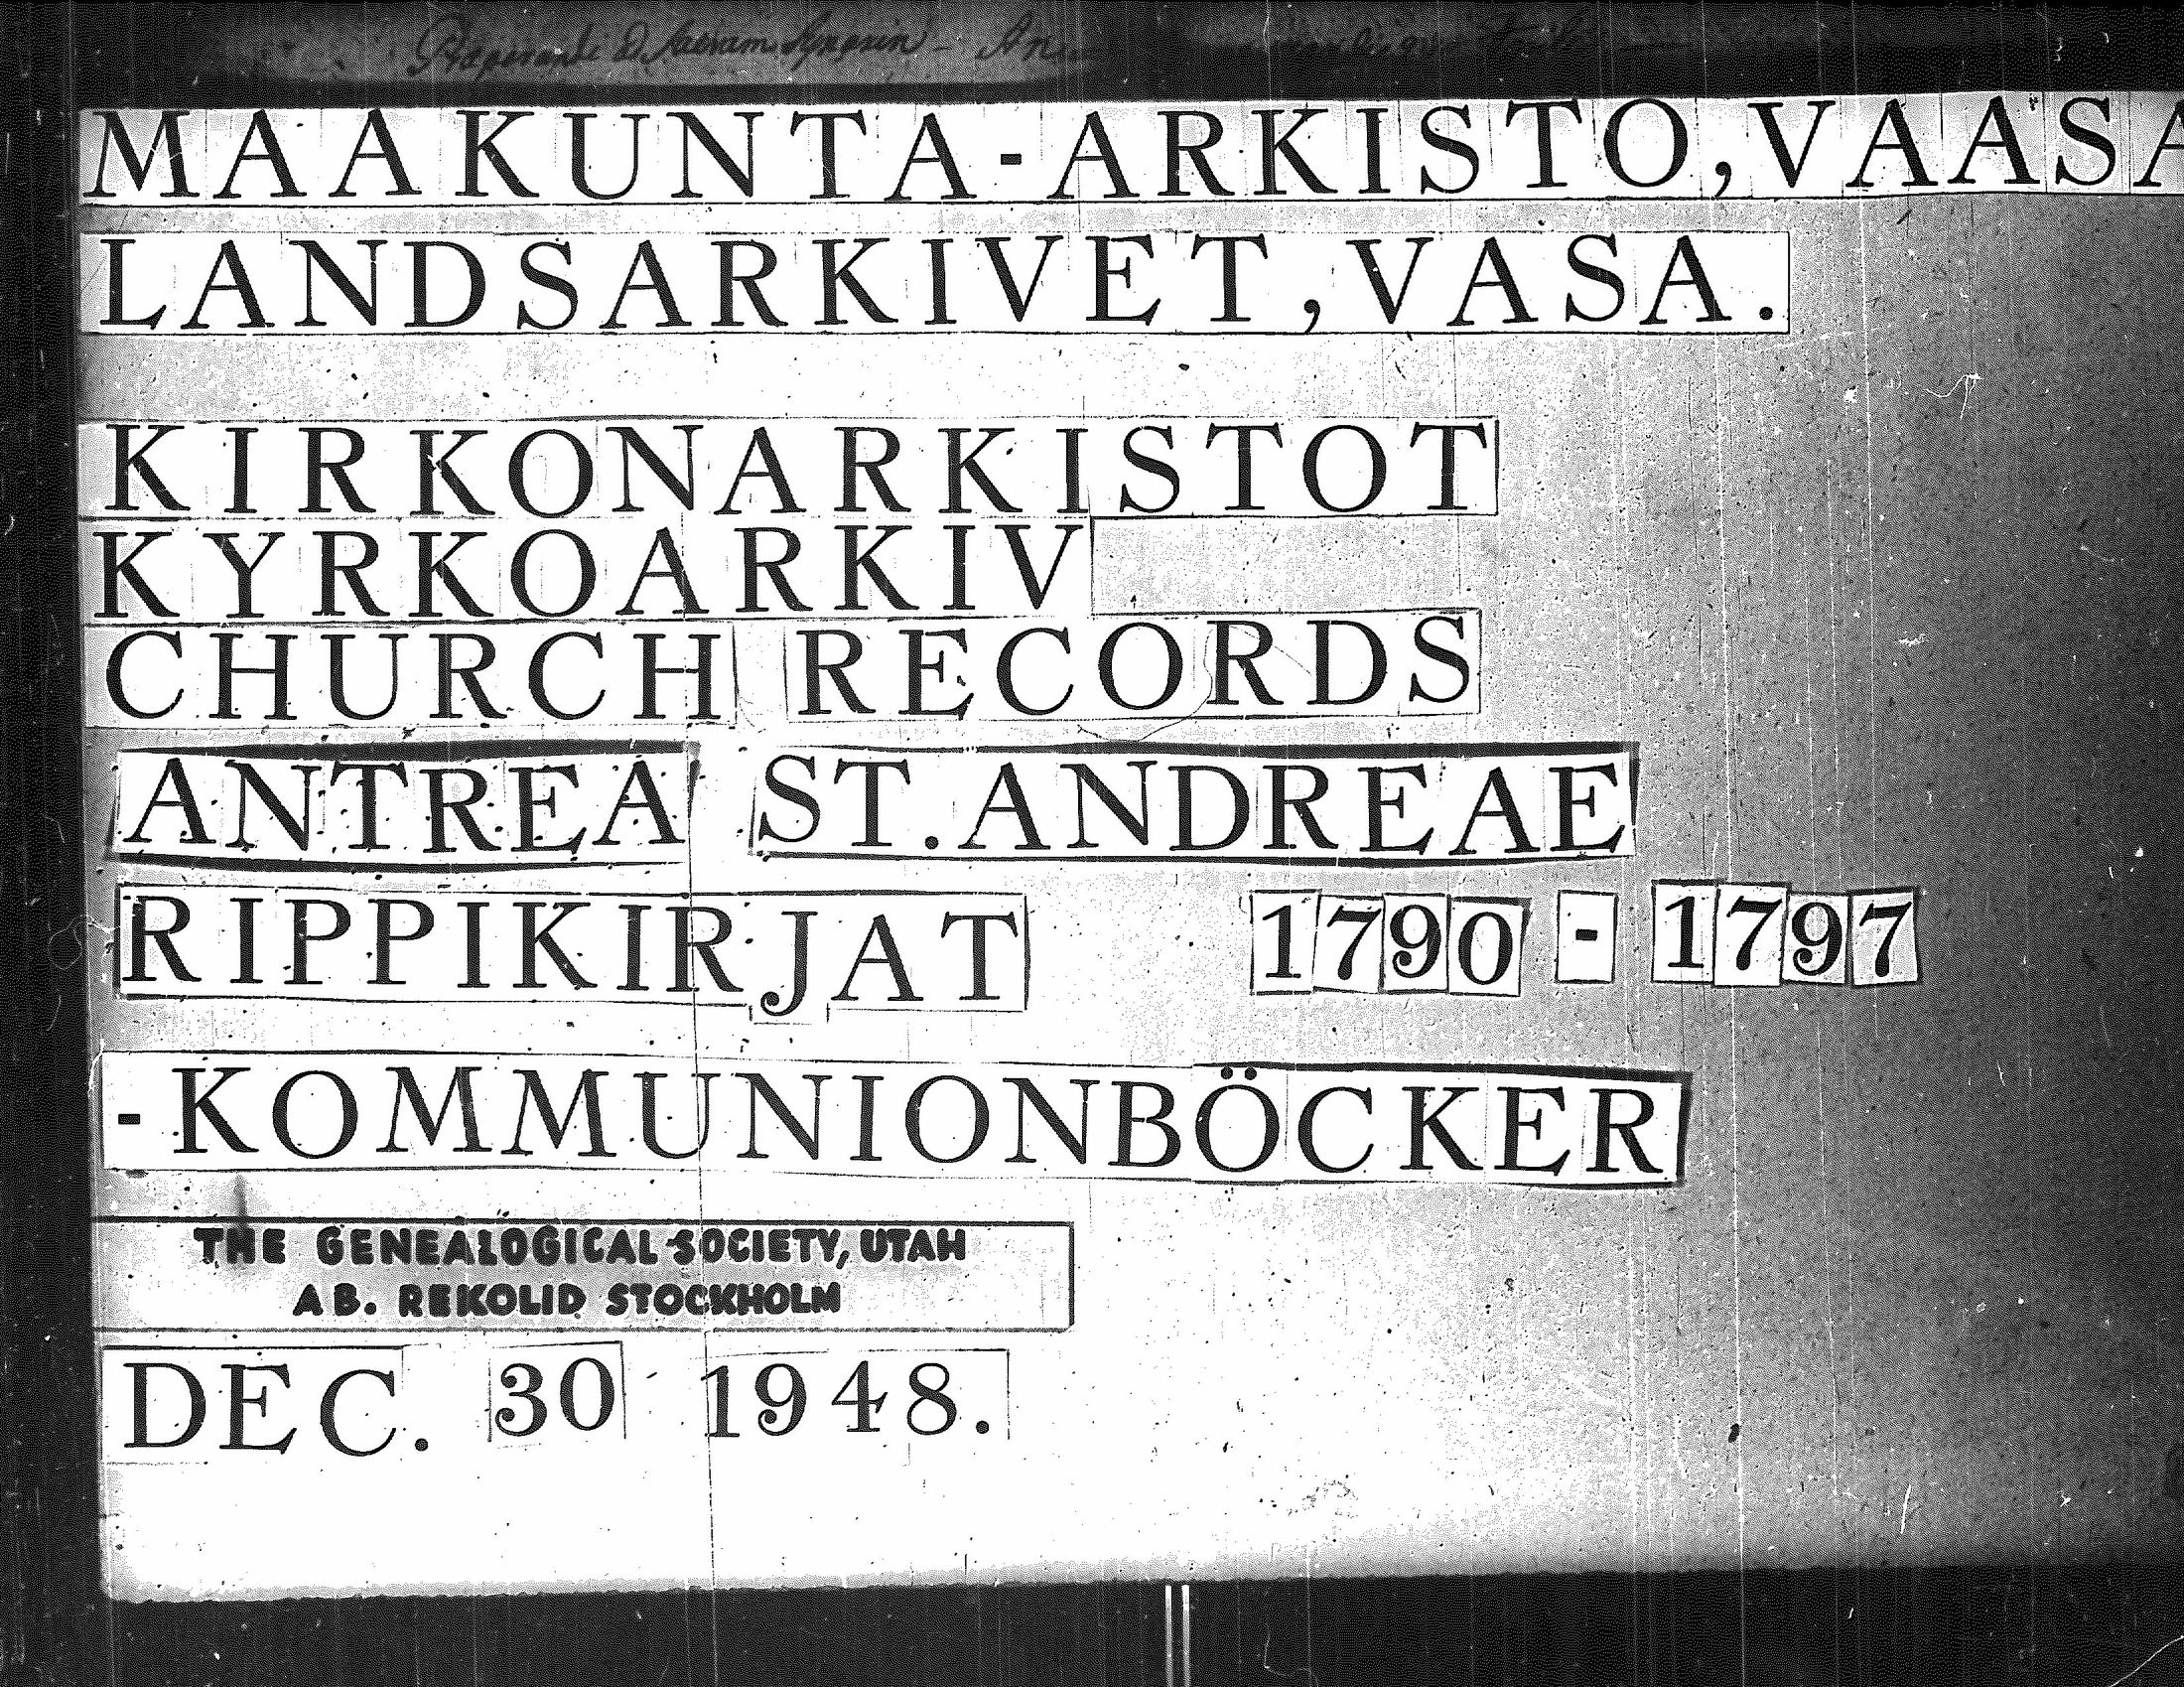 MAAKUNTA-ARKISTO,VAASA
LANDSARKIVET,VASA.
KIRKONARKISTOT
KYRKOARKIV
CHURCH RECORDS
ANTREA ST.ANDREAE
RIPPIKIRJAT 1790 - 1797
-KOMMUNIONBÖCKER
THE GENEALOGICAL SOCIETY, UTAH
AB. REKOLID STOCKHOLM
DEC. 30 1948.